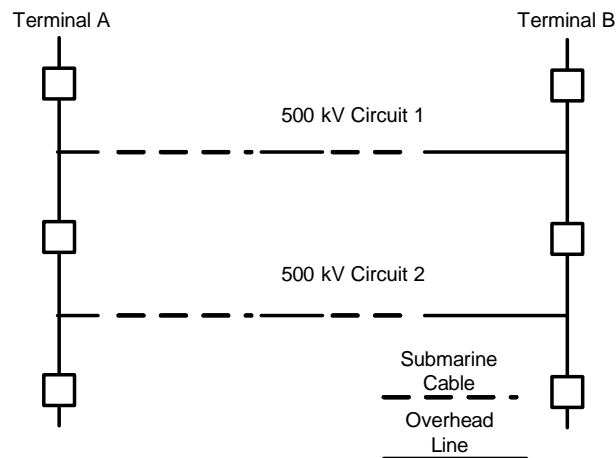 Terminal A
Terminal B
500 kV Circuit 1
500 kV Circuit 2
Submarine
Cable
Overhead
Line